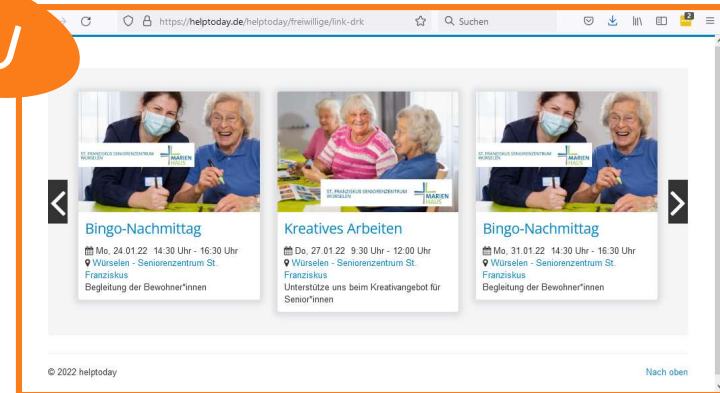 https://helptoday.de/helptoday/freiwillige/link-drk
Suchen
2
ST. FRANZISKUS SENIORENZENTRUM
WÜRSELEN
MARIEN
HAUS
ST. FRANZISKUS SENIORENZENTRUM
WÜRSELEN
MARIEN
HAUS
ST. FRANZISKUS SENIORENZENTRUM
WÜRSELEN
MARIEN
HAUS
Bingo-Nachmittag
Mo, 24.01.22 14:30 Uhr - 16:30 Uhr
Würselen - Seniorenzentrum St.
Franziskus
Begleitung der Bewohner*innen
Kreatives Arbeiten
Do, 27.01.22 9:30 Uhr - 12:00 Uhr
Würselen - Seniorenzentrum St.
Franziskus
Unterstütze uns beim Kreativangebot für
Senior*innen
Bingo-Nachmittag
Mo, 31.01.22 14:30 Uhr - 16:30 Uhr
Würselen - Seniorenzentrum St.
Franziskus
Begleitung der Bewohner*innen
© 2022 helptoday
Nach oben